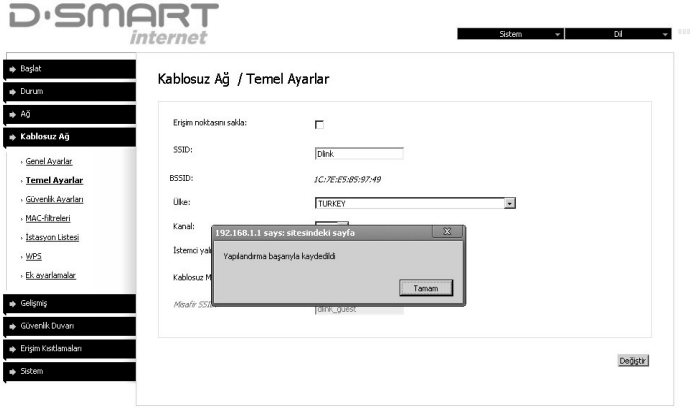 D·SMART
internet
Sistem
Dil
Başlat
Durum
Ağ
Kablosuz Ağ
Genel Ayarlar
Temel Ayarlar
Güvenlik Ayarları
MAC-filtreleri
İstasyon Listesi
WPS
Ek ayarlamalar
Gelişmiş
Güvenlik Duvarı
Erişim Kısıtlamaları
Sistem
Kablosuz Ağ / Temel Ayarlar
Erişim noktasını sakla:
SSID:
Dlink
BSSID:
1C:7E:E5:85:97:49
Ülke:
TURKEY
Kanal:
192.168.1.1 says: sitesindeki sayfa
Yapılandırma başarıyla kaydedildi
Tamam
İstemci yalı
Kablosuz M
Misafir SSID
dlink_guest
Değiştir